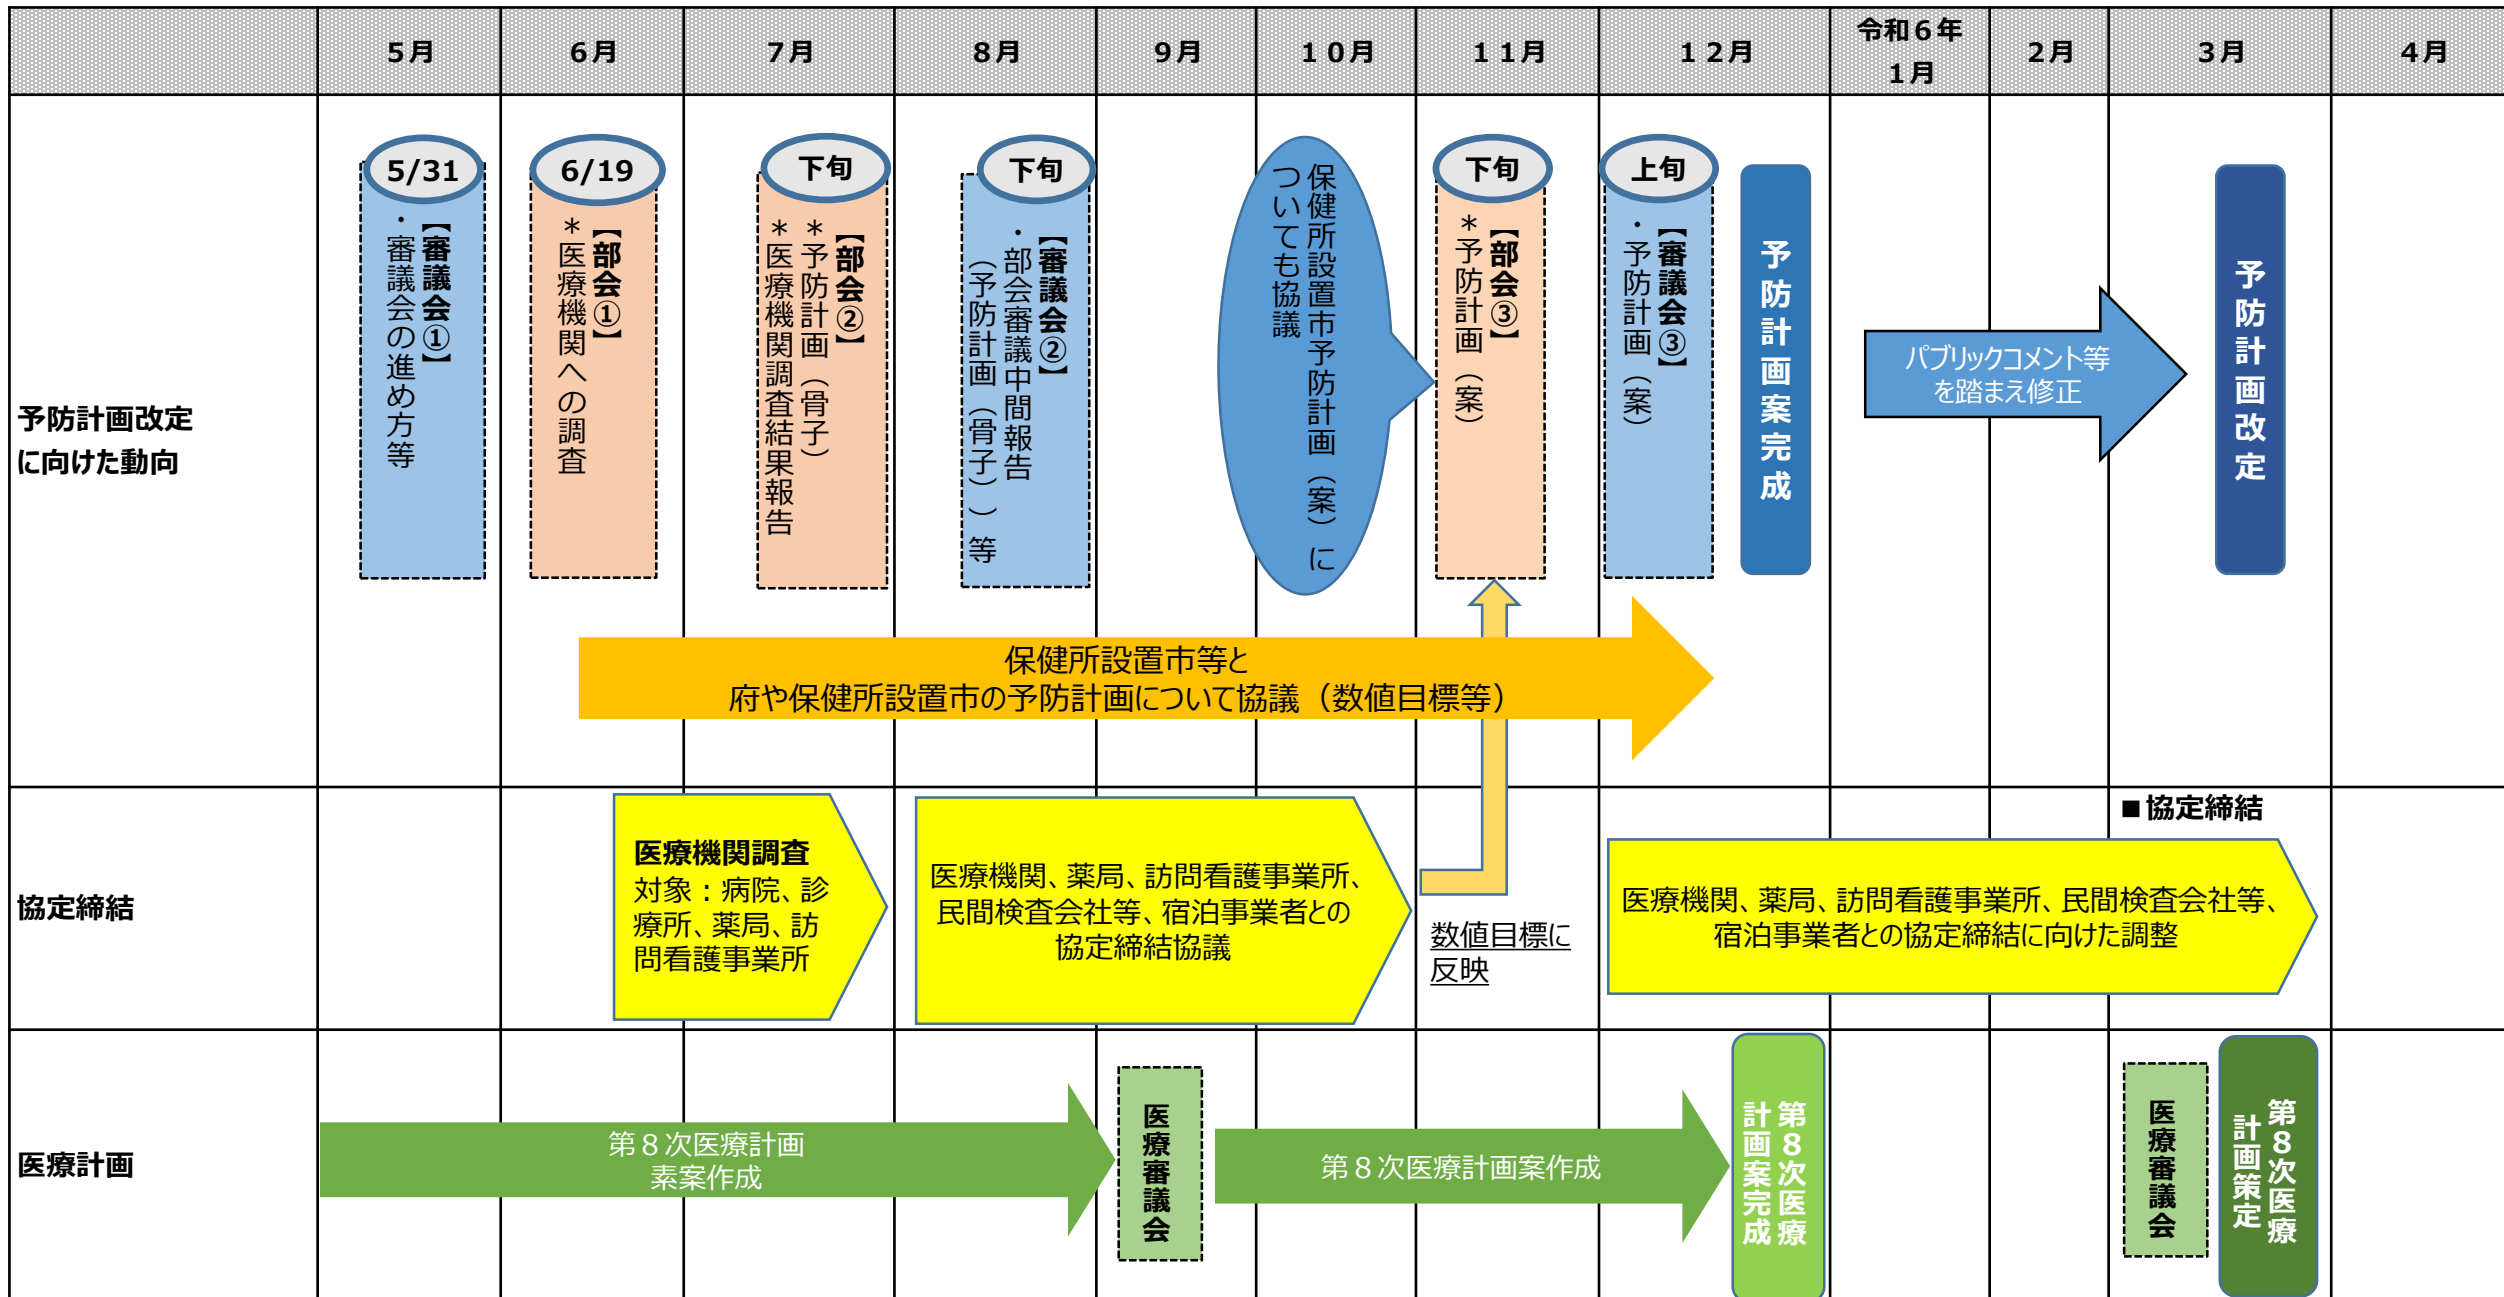 5月
6月
7月
8月
9月
１０月
１１月
１２月
令和６年
1月
2月
3月
4月
予防計画改定
に向けた動向
5/31
【審議会①】
・審議会の進め方等
6/19
【部会①】
＊医療機関への調査
下旬
【部会②】
＊予防計画（骨子）
＊医療機関調査結果報告
下旬
【審議会②】
・部会審議中間報告
（予防計画（骨子））等
保健所設置市予防計画（案）に
ついても協議
下旬
【部会③】
＊予防計画（案）
上旬
【審議会③】
・予防計画（案）
予防計画案完成
パブリックコメント等
を踏まえ修正
予防計画改定
保健所設置市等と
府や保健所設置市の予防計画について協議（数値目標等）
協定締結
医療機関調査
対象：病院、診
療所、薬局、訪
問看護事業所
医療機関、薬局、訪問看護事業所、
民間検査会社等、宿泊事業者との
協定締結協議
数値目標に
反映
■協定締結
医療機関、薬局、訪問看護事業所、民間検査会社等、
宿泊事業者との協定締結に向けた調整
医療計画
第８次医療計画
素案作成
医療審議会
第８次医療計画案作成
第８次医療
計画案完成
医療審議会
第８次医療
計画策定